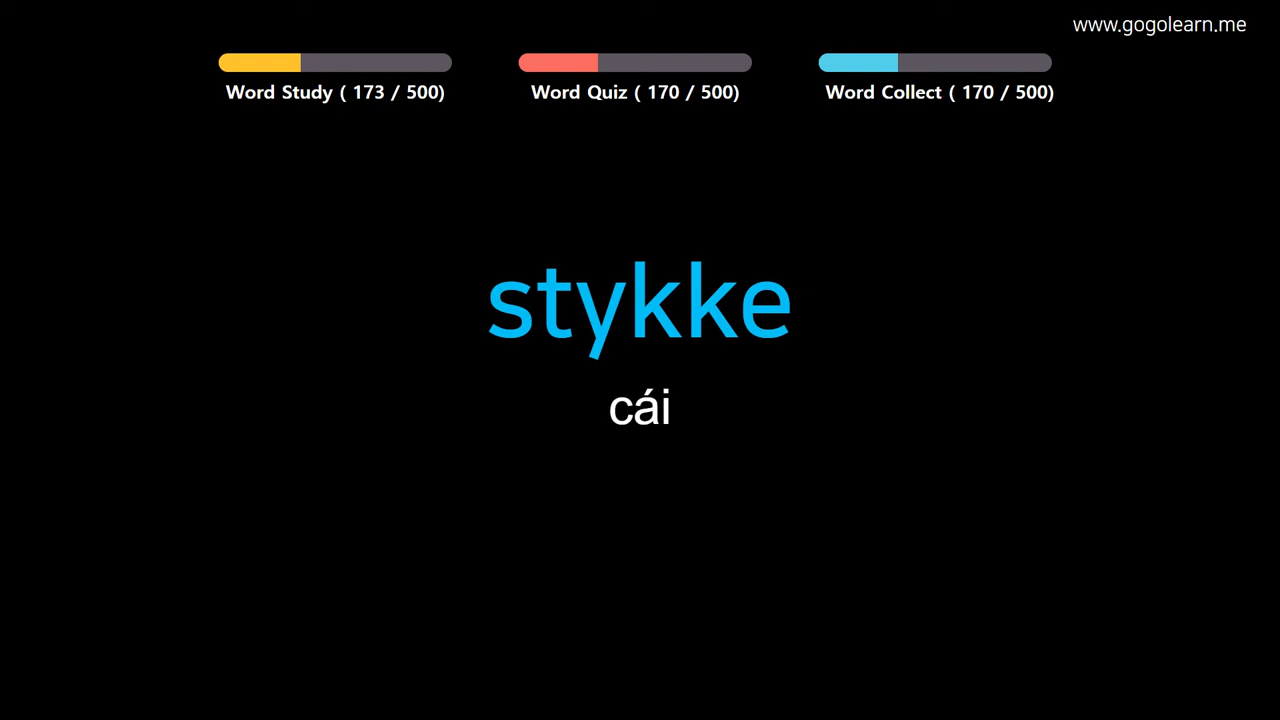 www.gogolearn.me
Word Study ( 173 / 500)
Word Quiz ( 170 / 500)
Word Collect ( 170 / 500)
stykke
cái